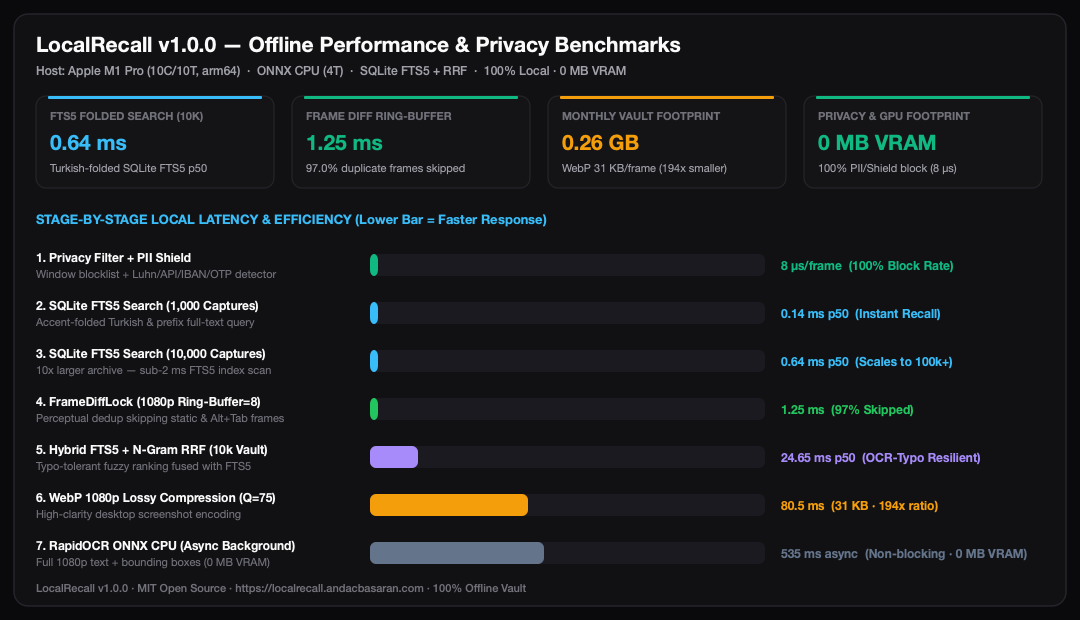 LocalRecall v1.0.0 — Offline Performance & Privacy Benchmarks
Host: Apple M1 Pro (10C/10T, arm64) · ONNX CPU (4T) · SQLite FTS5 + RRF · 100% Local · 0 MB VRAM
FTS5 FOLDED SEARCH (10K)
0.64 ms
Turkish-folded SQLite FTS5 p50
FRAME DIFF RING-BUFFER
1.25 ms
97.0% duplicate frames skipped
MONTHLY VAULT FOOTPRINT
0.26 GB
WebP 31 KB/frame (194x smaller)
PRIVACY & GPU FOOTPRINT
0 MB VRAM
100% PII/Shield block (8 µs)
STAGE-BY-STAGE LOCAL LATENCY & EFFICIENCY (Lower Bar = Faster Response)
1. Privacy Filter + PII Shield
Window blocklist + Luhn/API/IBAN/OTP detector
8 µs/frame (100% Block Rate)
2. SQLite FTS5 Search (1,000 Captures)
Accent-folded Turkish & prefix full-text query
0.14 ms p50 (Instant Recall)
3. SQLite FTS5 Search (10,000 Captures)
10x larger archive — sub-2 ms FTS5 index scan
0.64 ms p50 (Scales to 100k+)
4. FrameDiffLock (1080p Ring-Buffer=8)
Perceptual dedup skipping static & Alt+Tab frames
1.25 ms (97% Skipped)
5. Hybrid FTS5 + N-Gram RRF (10k Vault)
Typo-tolerant fuzzy ranking fused with FTS5
24.65 ms p50 (OCR-Typo Resilient)
6. WebP 1080p Lossy Compression (Q=75)
High-clarity desktop screenshot encoding
80.5 ms (31 KB · 194x ratio)
7. RapidOCR ONNX CPU (Async Background)
Full 1080p text + bounding boxes (0 MB VRAM)
535 ms async (Non-blocking · 0 MB VRAM)
LocalRecall v1.0.0 · MIT Open Source · https://localrecall.andacbasaran.com · 100% Offline Vault